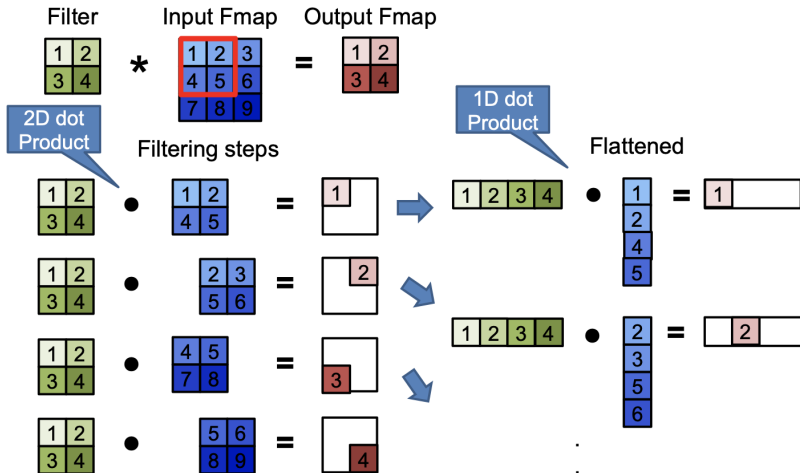 Filter Input Fmap Output Fmap
1 2 * 1 2 3 = 1 2
3 4 4 5 6 3 4
7 8 9
2D dot
Product
1D dot
Product
Filtering steps
Flattened
1 2 • 1 2 = 1
3 4 4 5
1 2 3 4 • 1 = 1
2
4
5
1 2 • 2 3 = 2
3 4 5 6
1 2 3 4 • 2 = 2
3
5
6
1 2 • 4 5 = 3
3 4 7 8
1 2 • 5 6 = 4
3 4 8 9
.
.